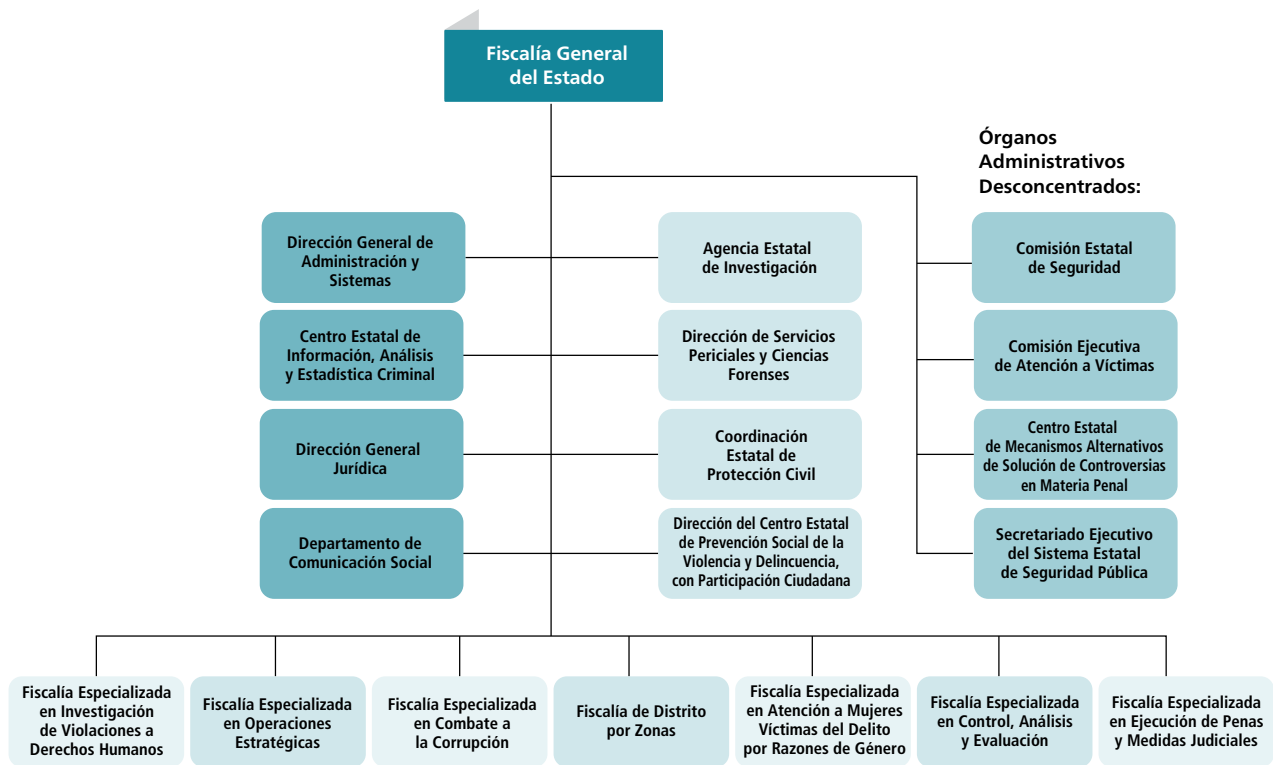 Fiscalía General
del Estado
Órganos
Administrativos
Desconcentrados:
Dirección General de
Administración y
Sistemas
Agencia Estatal
de Investigación
Comisión Estatal
de Seguridad
Centro Estatal de
Información, Análisis
y Estadística Criminal
Dirección de Servicios
Periciales y Ciencias
Forenses
Comisión Ejecutiva
de Atención a Víctimas
Dirección General
Jurídica
Coordinación
Estatal de
Protección Civil
Centro Estatal
de Mecanismos Alternativos
de Solución de Controversias
en Materia Penal
Departamento de
Comunicación Social
Dirección del Centro Estatal
de Prevención Social de la
Violencia y Delincuencia,
con Participación Ciudadana
Secretariado Ejecutivo
del Sistema Estatal
de Seguridad Pública
Fiscalía Especializada
en Investigación
de Violaciones a
Derechos Humanos
Fiscalía Especializada
en Operaciones
Estratégicas
Fiscalía Especializada
en Combate a
la Corrupción
Fiscalía de Distrito
por Zonas
Fiscalía Especializada
en Atención a Mujeres
Víctimas del Delito
por Razones de Género
Fiscalía Especializada
en Control, Análisis
y Evaluación
Fiscalía Especializada
en Ejecución de Penas
y Medidas Judiciales